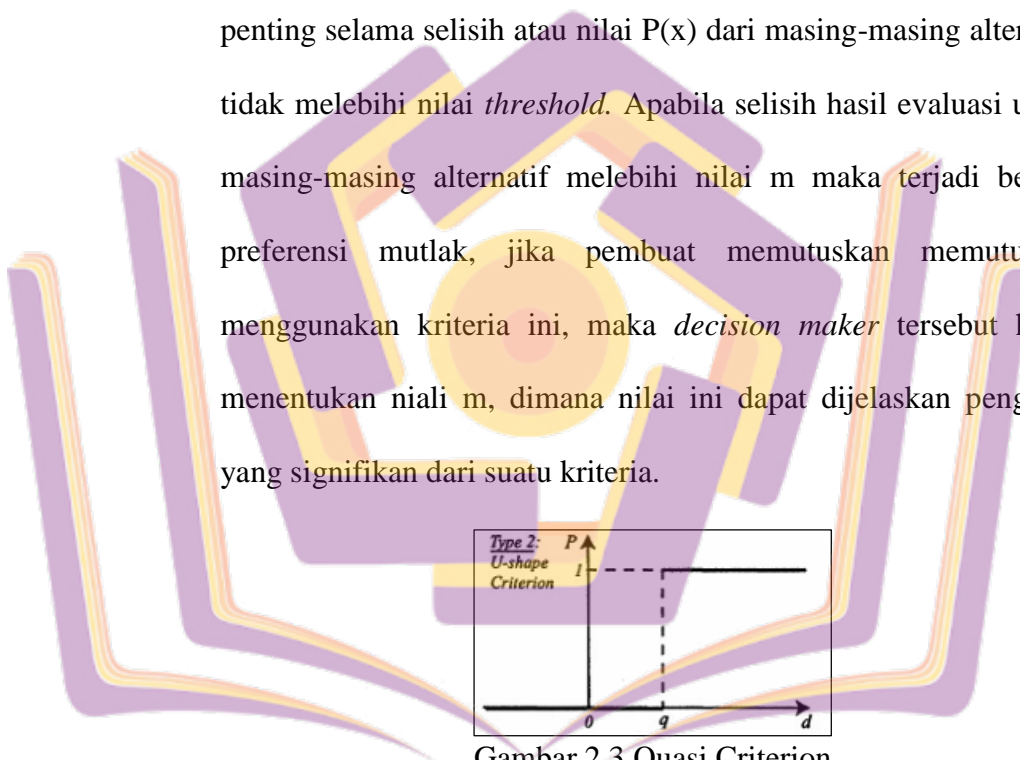 penting selama selisih atau nilai P(x) dari masing-masing alter
tidak melebihi nilai threshold. Apabila selisih hasil evaluasi u
masing-masing alternatif melebihi nilai m maka terjadi be
preferensi mutlak, jika pembuat memutuskan memutu
menggunakan kriteria ini, maka decision maker tersebut
menentukan niali m, dimana nilai ini dapat dijelaskan peng
yang signifikan dari suatu kriteria.
Type 2: P
U-shape
1
Criterion
0 q d
Gambar 2.3 Quasi Criterion